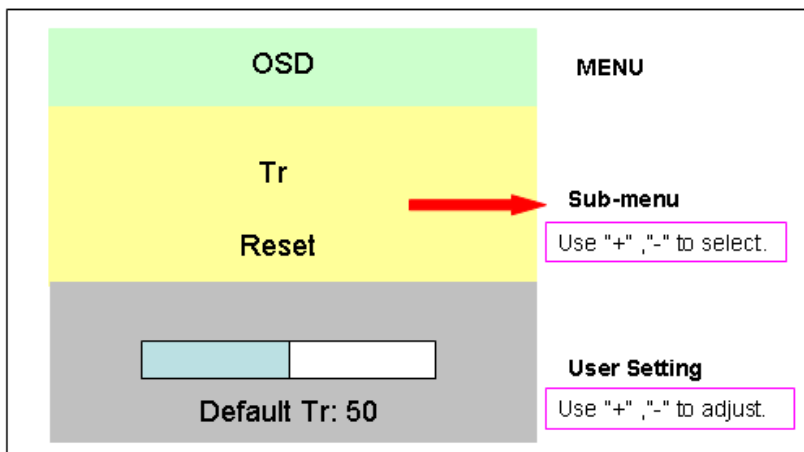 OSD
MENU
Tr
Sub-menu
Reset
Use "+" ,"-" to select.
User Setting
Default Tr: 50
Use "+" ,"-" to adjust.